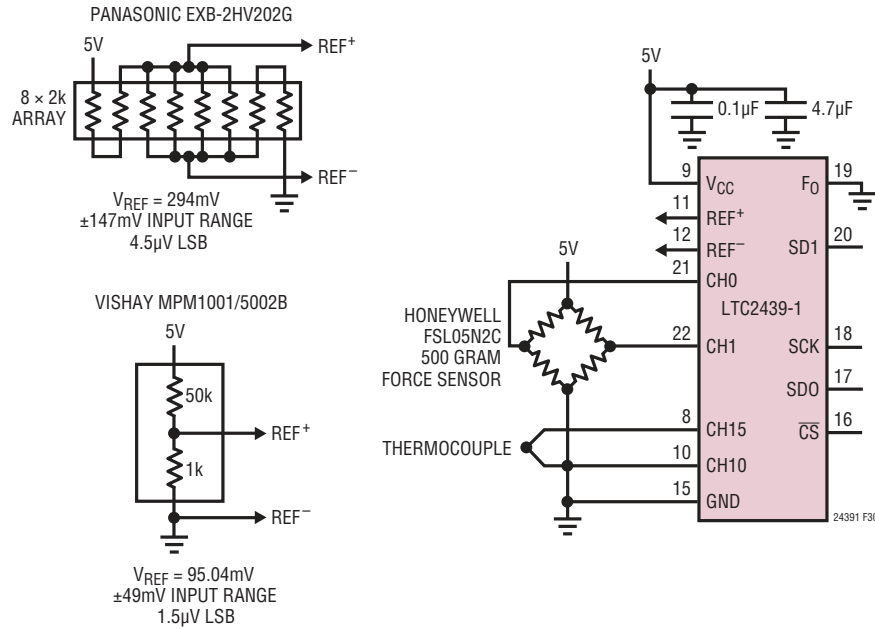 PANASONIC EXB-2HV202G
5V
REF+
8 × 2k
ARRAY
REF−
VREF = 294mV
±147mV INPUT RANGE
4.5µV LSB
VISHAY MPM1001/5002B
5V
50k
REF+
1k
REF−
VREF = 95.04mV
±49mV INPUT RANGE
1.5µV LSB
5V
0.1µF
4.7µF
9
VCC
FO
19
11
REF+
12
REF−
SD1
20
5V
21
CH0
LTC2439-1
HONEYWELL
FSL05N2C
500 GRAM
FORCE SENSOR
22
CH1
SCK
18
SDO
17
8
CH15
CS
16
THERMOCOUPLE
10
CH10
15
GND